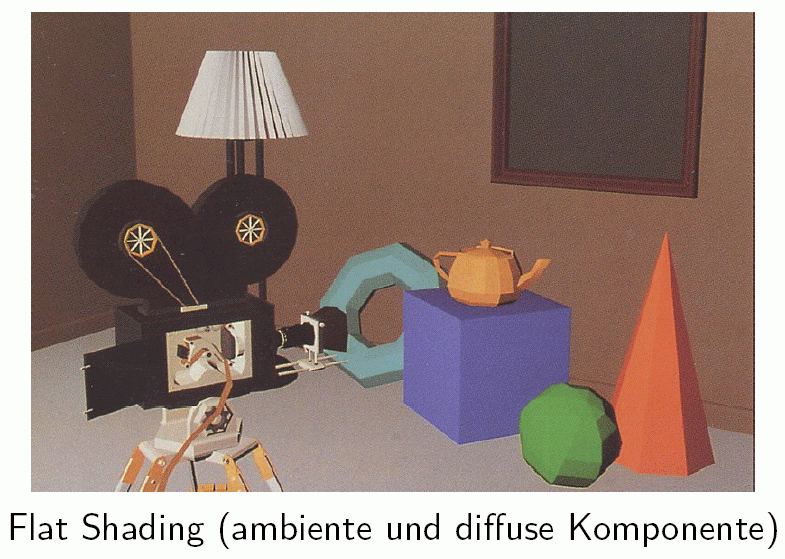 Flat Shading (ambiente und diffuse Komponente)